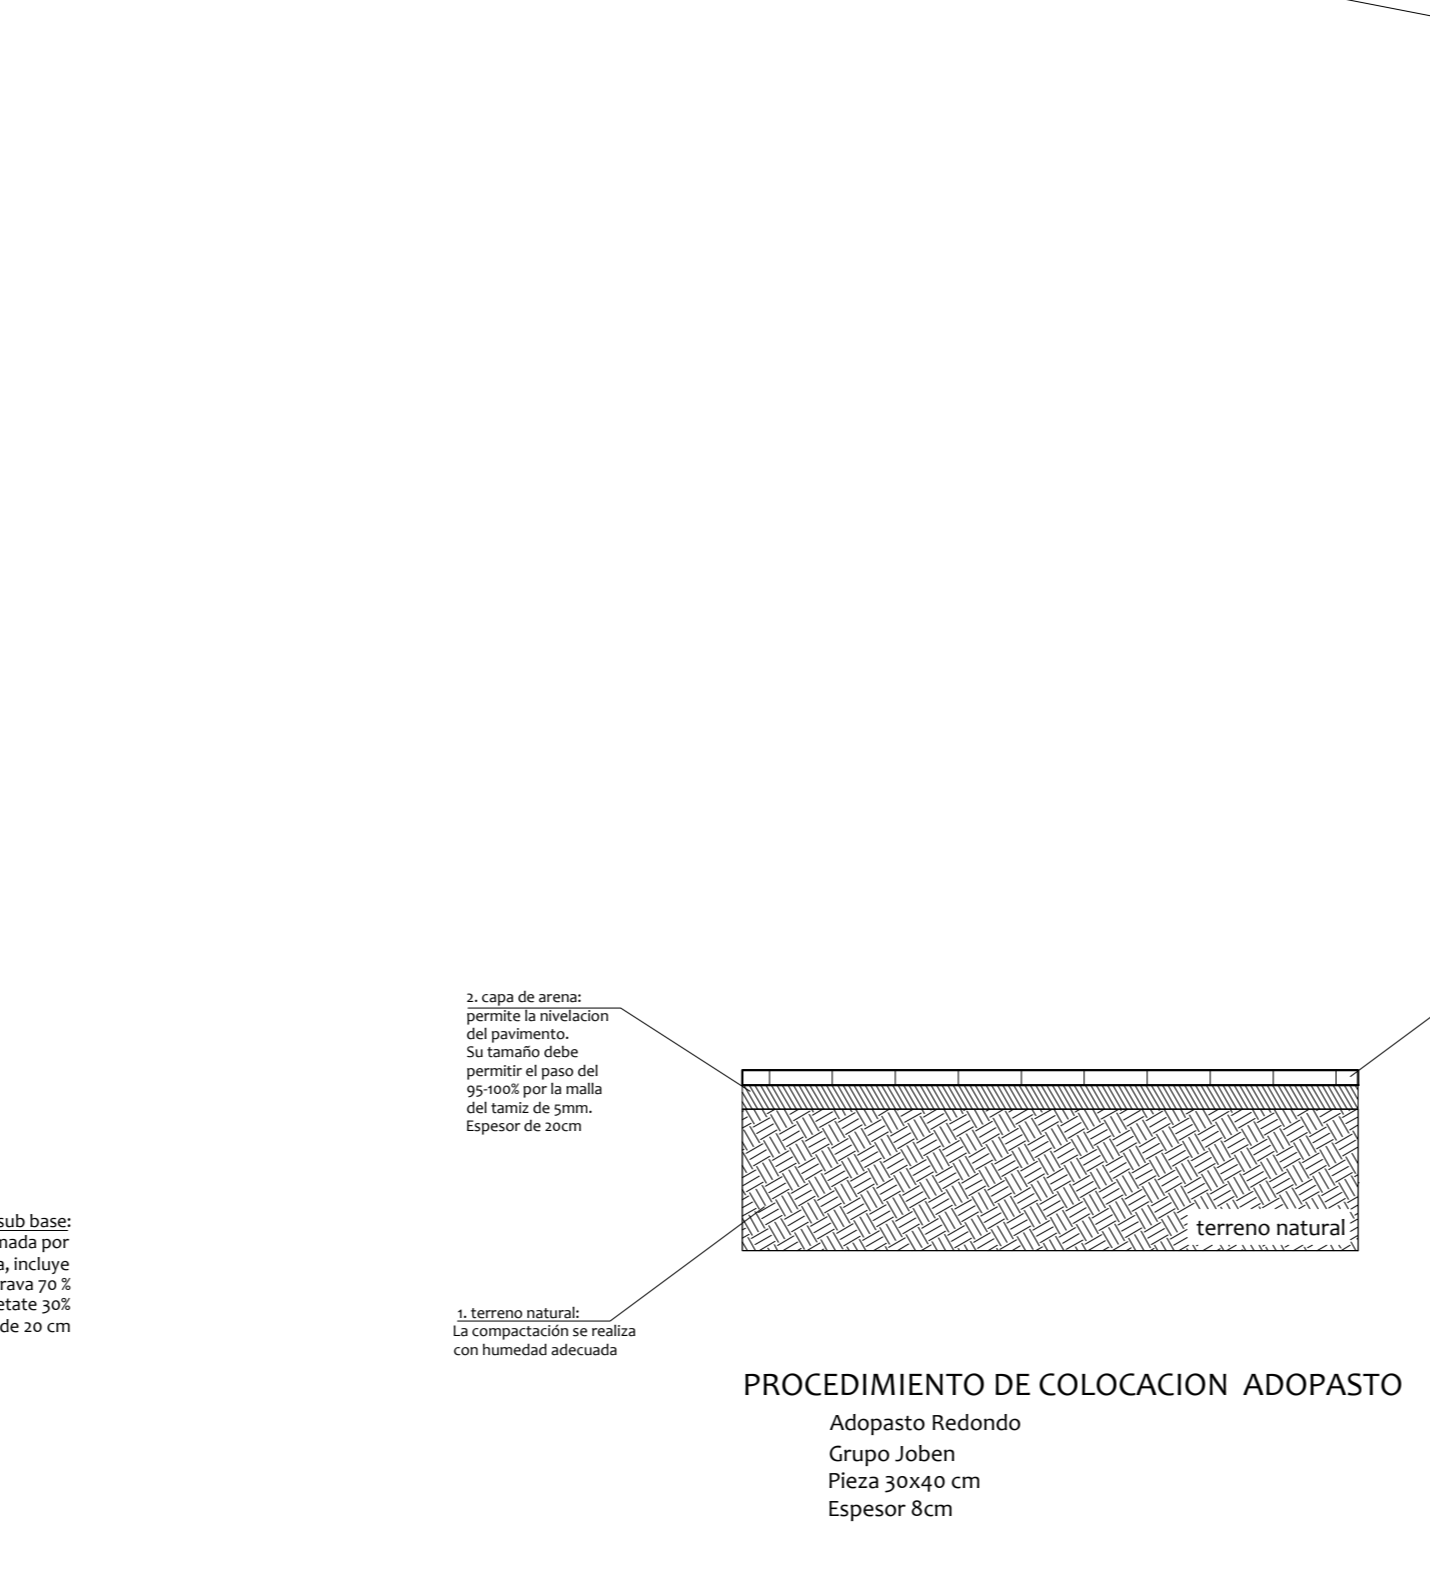 2. capa de arena:
permite la nivelacion
del pavimento.
Su tamaño debe
permitir el paso del
95-100% por la malla
del tamiz de 5mm.
Espesor de 20cm
sub base:
por
incluye
70 %
30%
de 20 cm
terreno natural
1. terreno natural:
La compactación se realiza
con humedad adecuada
PROCEDIMIENTO DE COLOCACION ADOPASTO
Adopasto Redondo
Grupo Joben
Pieza 30x40 cm
Espesor 8cm